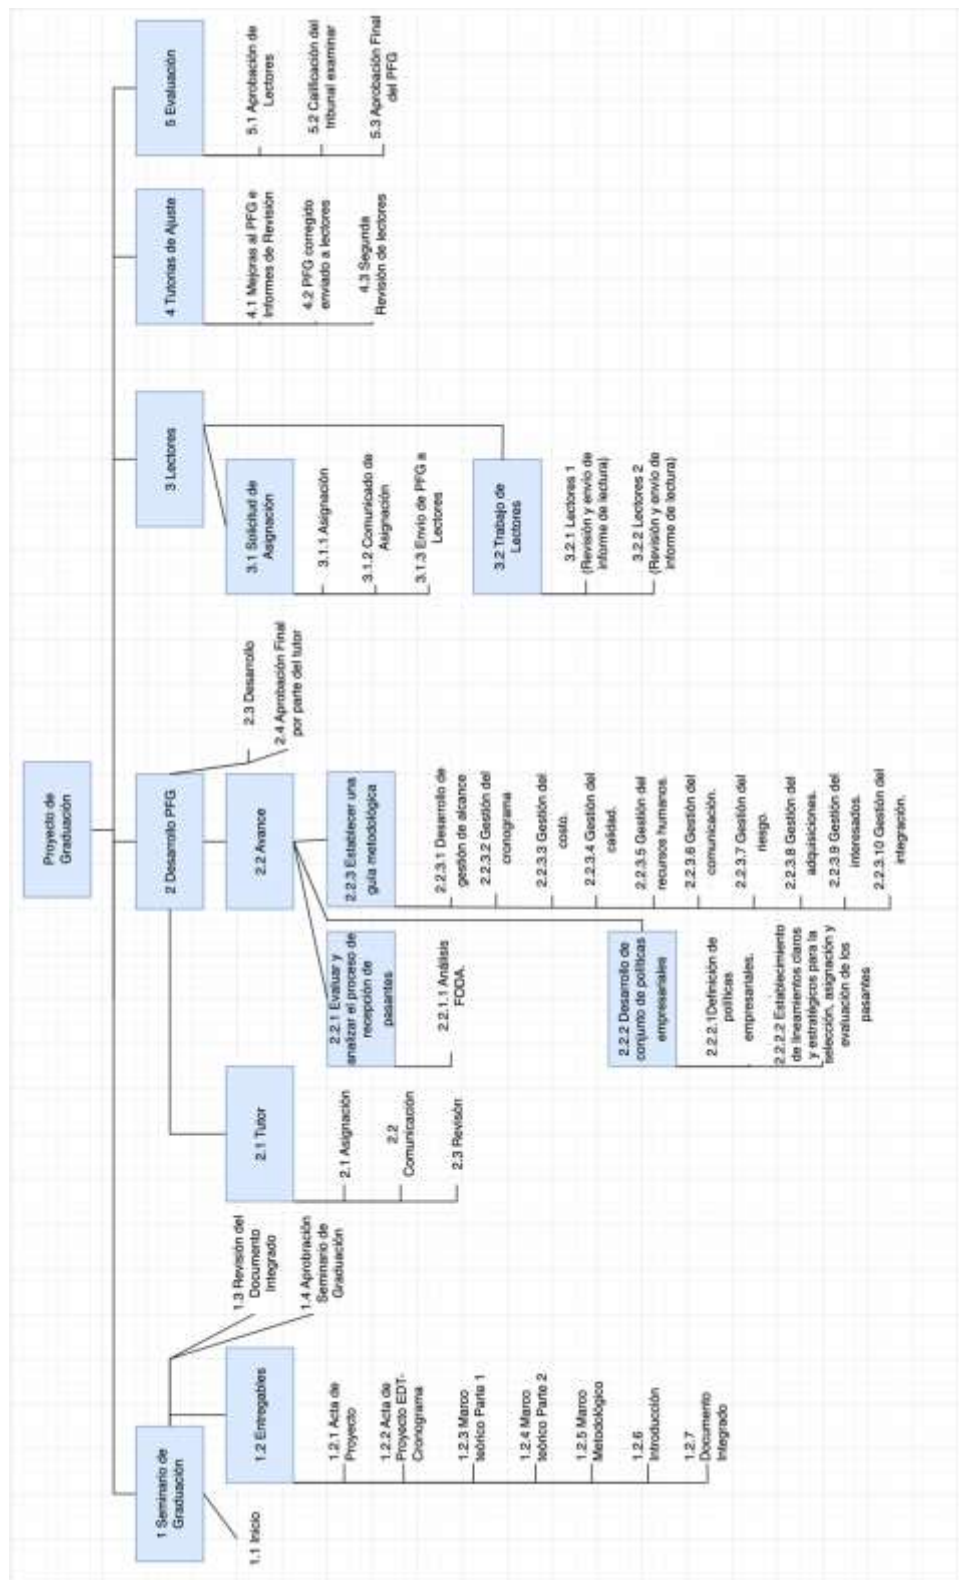 Proyecto de
Graduación
1 Seminario de
Graduación
1.1 Inicio
1.2 Entregables
1.2.1 Acta de
Proyecto
1.2.2 Acta de
Proyecto EDT-
Cronograma
1.2.3 Marco
teórico Parte 1
1.2.4 Marco
teórico Parte 2
1.2.5 Marco
Metodológico
1.2.6
Introducción
1.2.7
Documento
Integrado
1.3 Revisión del
Documento
Integrado
1.4 Aprobración
Seminario de
Graduación
2 Desarrollo PFG
2.1 Tutor
2.1 Asignación
2.2
Comunicación
2.3 Revisón
2.2 Avance
2.2.1 Evaluar y
analizar el proceso de
recepción de
pasantes
2.2.1.1 Análisis
FODA.
2.2.2 Desarrollo de
conjunto de políticas
empresariales
2.2.2.1Definición de
políticas
empresariales.
2.2.2.2 Establecimiento
de lineamientos claros
y estratégicos para la
selección, asignación y
evaluación de los
pasantes
2.2.3 Establecer una
guía metodológica
2.2.3.1 Desarrollo de
gestión de alcance
2.2.3.2 Gestión del
cronograma
2.2.3.3 Gestión del
costo.
2.2.3.4 Gestión del
calidad.
2.2.3.5 Gestión del
recursos humanos.
2.2.3.6 Gestión del
comunicación.
2.2.3.7 Gestión del
riesgo.
2.2.3.8 Gestión del
adquisiciones.
2.2.3.9 Gestión del
interesados.
2.2.3.10 Gestión del
integración.
2.3 Desarrollo
2.4 Aprobación Final
por parte del tutor
3 Lectores
3.1 Solicitud de
Asignación
3.1.1 Asignación
3.1.2 Comunicado de
Asignación
3.1.3 Envío de PFG a
Lectores
3.2 Trabajo de
Lectores
3.2.1 Lectores 1
(Revisión y envío de
informe de lectura)
3.2.2 Lectores 2
(Revisión y envío de
informe de lectura)
4 Tutorías de Ajuste
4.1 Mejoras al PFG e
Informes de Revisión
4.2 PFG corregido
enviado a lectores
4.3 Segunda
Revisión de lectores
5 Evaluación
5.1 Aprobación de
Lectores
5.2 Calificación del
tribunal examinar
5.3 Aprobación Final
del PFG